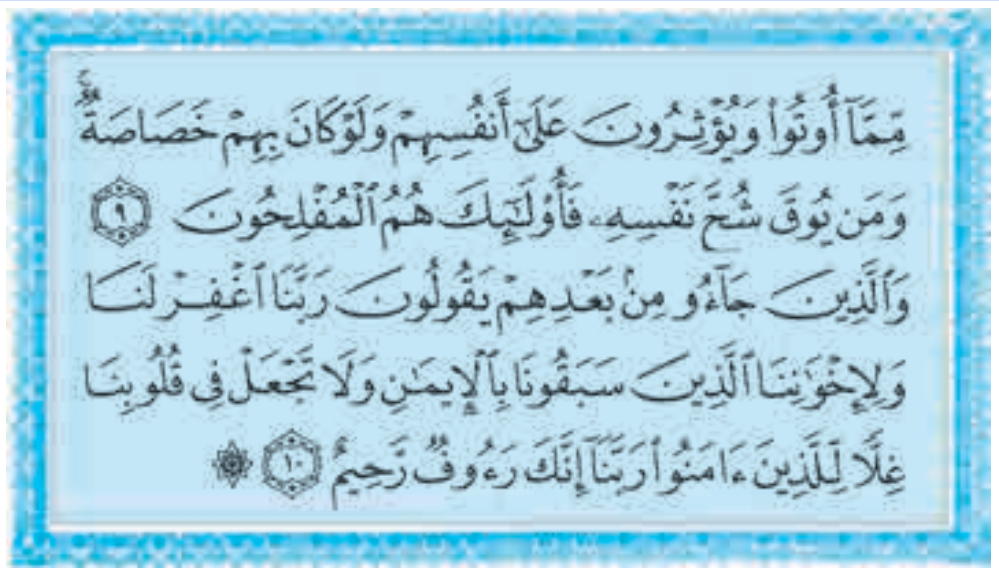 مِّمَّآ أُوتُوا۟ وَيُؤْثِرُونَ عَلَىٰٓ أَنفُسِهِمْ وَلَوْ كَانَ بِهِمْ خَصَاصَةٌ ۚ
وَمَن يُوقَ شُحَّ نَفْسِهِۦ فَأُو۟لَـٰٓئِكَ هُمُ ٱلْمُفْلِحُونَ ٩
وَٱلَّذِينَ جَآءُو مِنۢ بَعْدِهِمْ يَقُولُونَ رَبَّنَا ٱغْفِرْ لَنَا
وَلِإِخْوَٰنِنَا ٱلَّذِينَ سَبَقُونَا بِٱلْإِيمَـٰنِ وَلَا تَجْعَلْ فِى قُلُوبِنَا
غِلًّا لِّلَّذِينَ ءَامَنُوا۟ رَبَّنَآ إِنَّكَ رَءُوفٌ رَّحِيمٌ ١٠